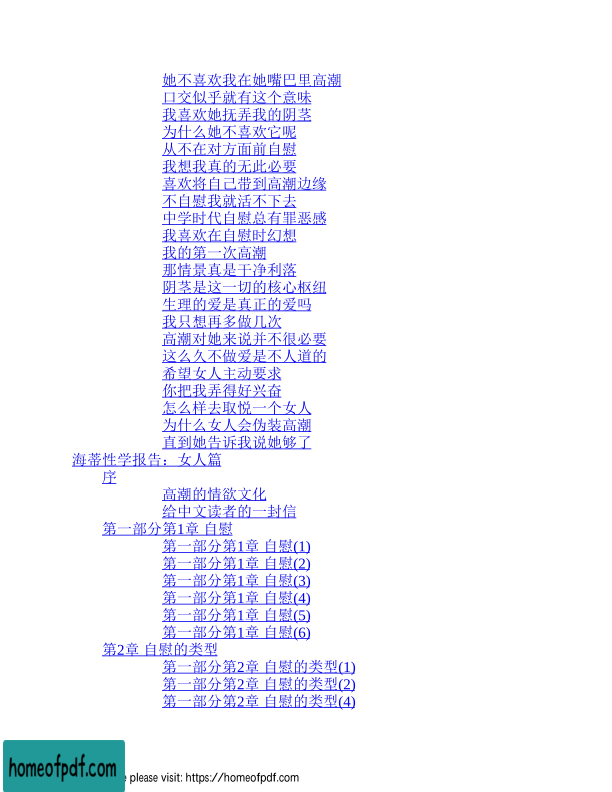 她不喜欢我在她嘴巴里高潮
口交似乎就有这个意味
我喜欢她抚弄我的阴茎
为什么她不喜欢它呢
从不在对方面前自慰
我想我真的无此必要
喜欢将自己带到高潮边缘
不自慰我就活不下去
中学时代自慰总有罪恶感
我喜欢在自慰时幻想
我的第一次高潮
那情景真是干净利落
阴茎是这一切的核心枢纽
生理的爱是真正的爱吗
我只想再多做几次
高潮对她来说并不很必要
这么久不做爱是不人道的
希望女人主动要求
你把我弄得好兴奋
怎么样去取悦一个女人
为什么女人会伪装高潮
直到她告诉我说她够了
海蒂性学报告：女人篇
序
高潮的情欲文化
给中文读者的一封信
第一部分第1章 自慰
第一部分第1章 自慰(1)
第一部分第1章 自慰(2)
第一部分第1章 自慰(3)
第一部分第1章 自慰(4)
第一部分第1章 自慰(5)
第一部分第1章 自慰(6)
第2章 自慰的类型
第一部分第2章 自慰的类型(1)
第一部分第2章 自慰的类型(2)
第一部分第2章 自慰的类型(4)
homeofpdf.com
e please visit: https://homeofpdf.com